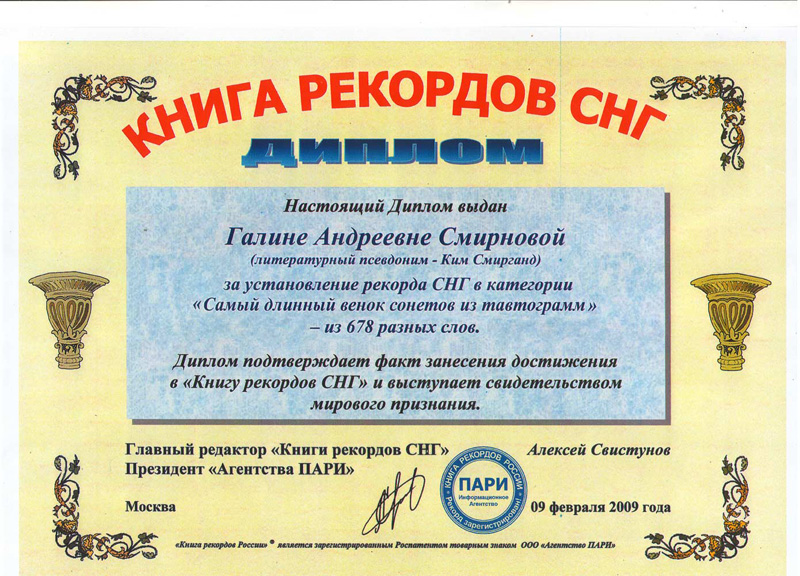 КНИГА РЕКОРДОВ СНГ
ДИПЛОМ
Настоящий Диплом выдан
Галине Андреевне Смирновой
(литературный псевдоним - Ким Смирганд)
за установление рекорда СНГ в категории
«Самый длинный венок сонетов из тавтограмм»
– из 678 разных слов.
Диплом подтверждает факт занесения достижения
в «Книгу рекордов СНГ» и выступает свидетельством
мирового признания.
Главный редактор «Книги рекордов СНГ» Алексей Свистунов
Президент «Агентства ПАРИ»
КНИГА РЕКОРДОВ РОССИИ
ПАРИ
Информационное
Агентство
Рекорд зарегистрирован!
Москва 09 февраля 2009 года
«Книга рекордов России» ® является зарегистрированным Роспатентом товарным знаком ООО «Агентство ПАРИ»